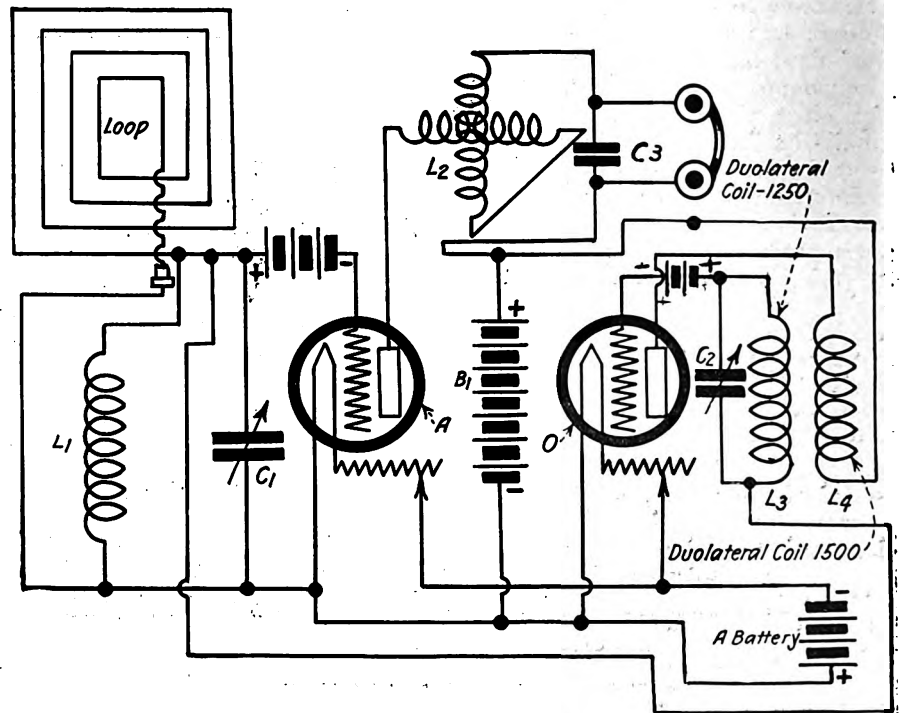 Loop
L2
C3
Duolateral
Coil-1250
+
-
+
-
+
+
L1
C1
A
B1
O
C2
L3
L4
-
Duolateral Coil 1500
-
A Battery
+